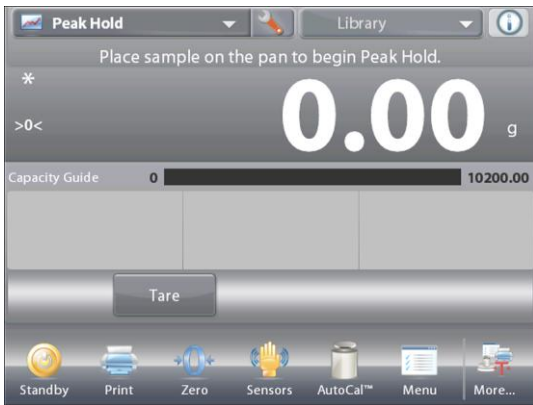 Peak Hold Library
Place sample on the pan to begin Peak Hold.
*
>0< 0.00 g
Capacity Guide 0 10200.00
Tare
Standby Print Zero Sensors AutoCal™ Menu More...